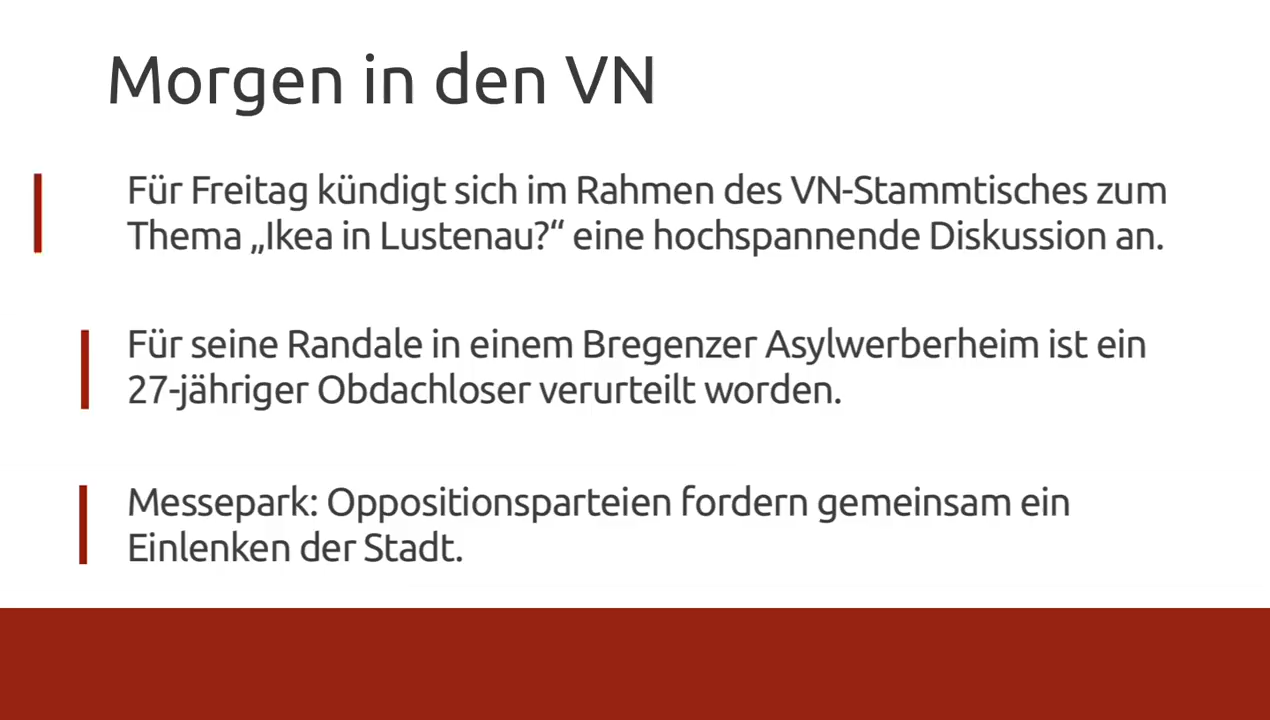 Morgen in den VN
Für Freitag kündigt sich im Rahmen des VN-Stammtisches zum
Thema „Ikea in Lustenau?“ eine hochspannende Diskussion an.
Für seine Randale in einem Bregenzer Asylwerberheim ist ein
27-jähriger Obdachloser verurteilt worden.
Messepark: Oppositionsparteien fordern gemeinsam ein
Einlenken der Stadt.